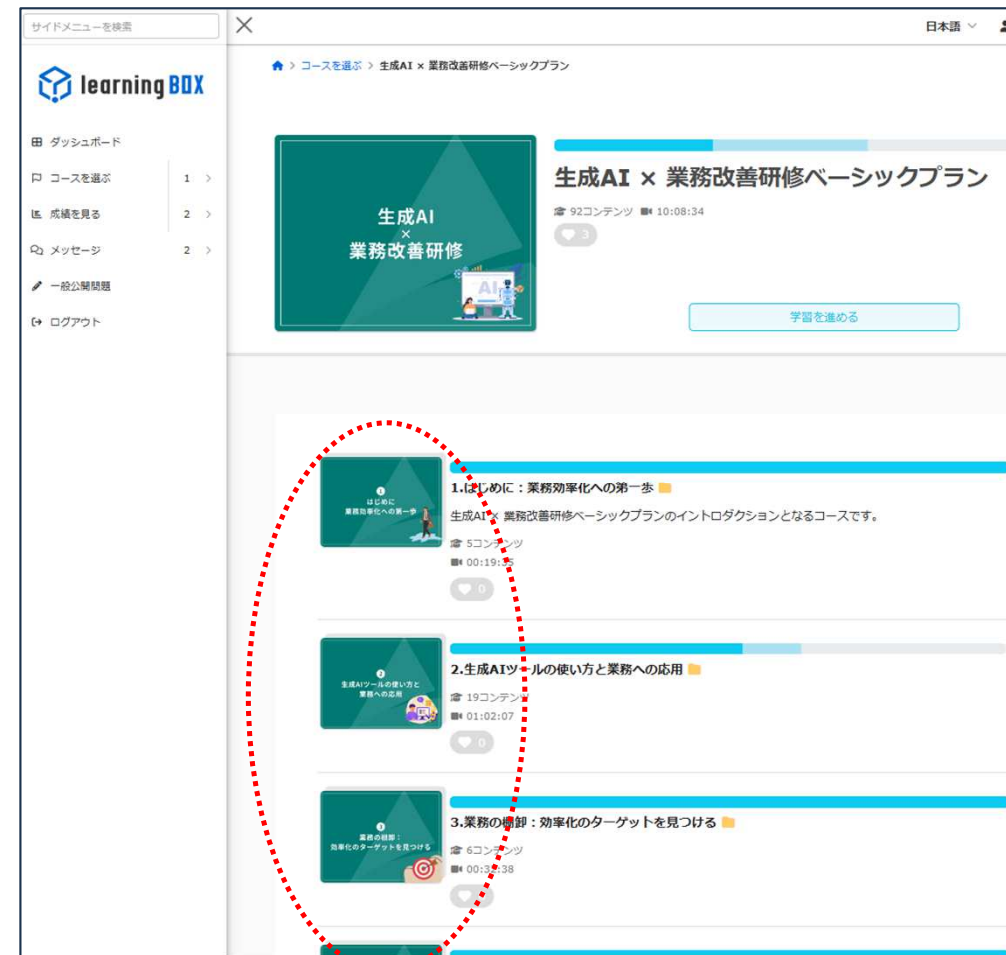 サイドメニューを検索
日本語
learningBOX
コースを選ぶ > 生成AI × 業務改善研修ベーシックプラン
ダッシュボード
コースを選ぶ 1
成績を見る 2
メッセージ 2
一般公開問題
ログアウト
生成AI
×
業務改善研修
AI
生成AI × 業務改善研修ベーシックプラン
92コンテンツ 10:08:34
3
学習を進める
1
はじめに
業務効率化への第一歩
1.はじめに：業務効率化への第一歩
生成AI × 業務改善研修ベーシックプランのイントロダクションとなるコースです。
5コンテンツ
00:19:35
0
2
生成AIツールの使い方と
業務への応用
2.生成AIツールの使い方と業務への応用
19コンテンツ
01:02:07
0
3
業務の棚卸：
効率化のターゲットを見つける
3.業務の棚卸：効率化のターゲットを見つける
6コンテンツ
00:32:38